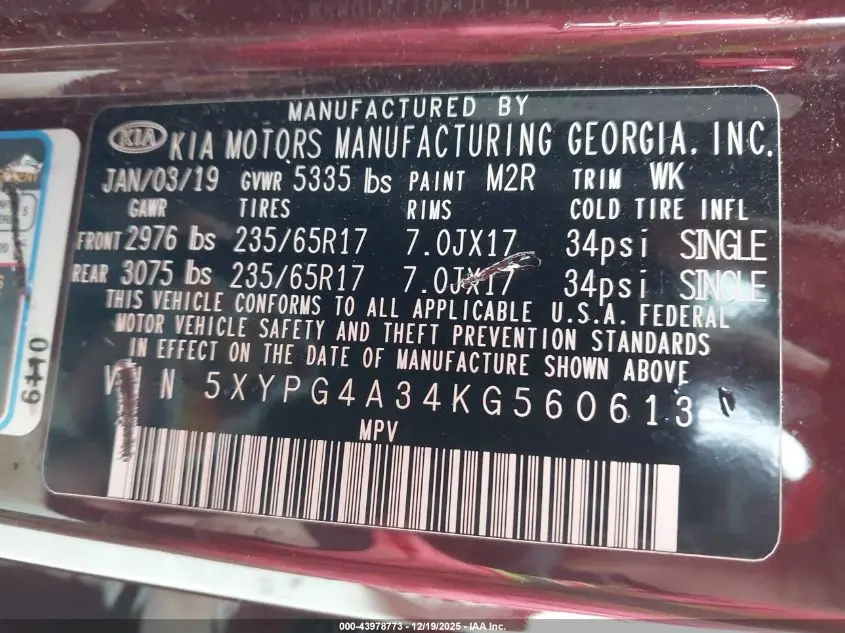 MANUFACTURED BY
KIA KIA MOTORS MANUFACTURING GEORGIA, INC.
JAN/03/19 GVWR 5335 lbs PAINT M2R TRIM WK
GAWR TIRES RIMS COLD TIRE INFL
FRONT 2976 lbs 235/65R17 7.0JX17 34psi SINGLE
REAR 3075 lbs 235/65R17 7.0JX17 34psi SINGLE
THIS VEHICLE CONFORMS TO ALL APPLICABLE U.S.A. FEDERAL
MOTOR VEHICLE SAFETY AND THEFT PREVENTION STANDARDS
IN EFFECT ON THE DATE OF MANUFACTURE SHOWN ABOVE.
VIN 5XYPG4A34KG560613
MPV
000-43978773 - 12/19/2025 - IAA Inc.